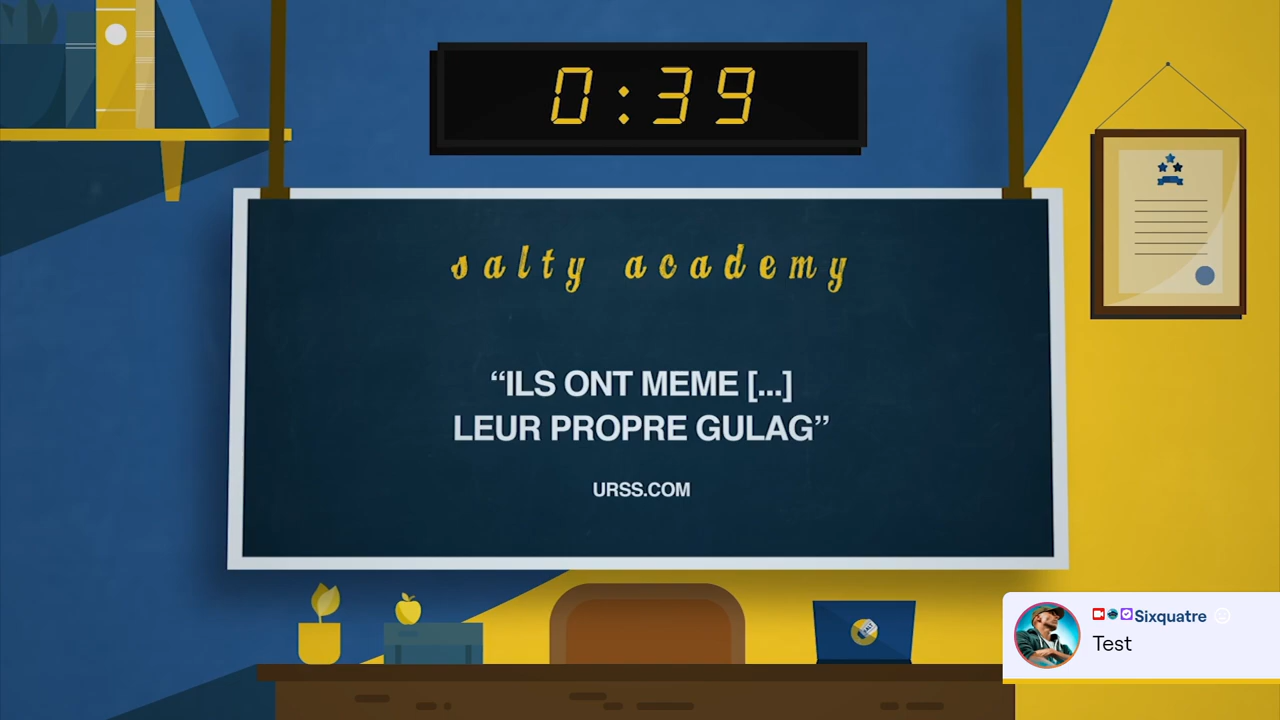 0:39
salty academy
“ILS ONT MEME [...]
LEUR PROPRE GULAG”
URSS.COM
Sixquatre
Test